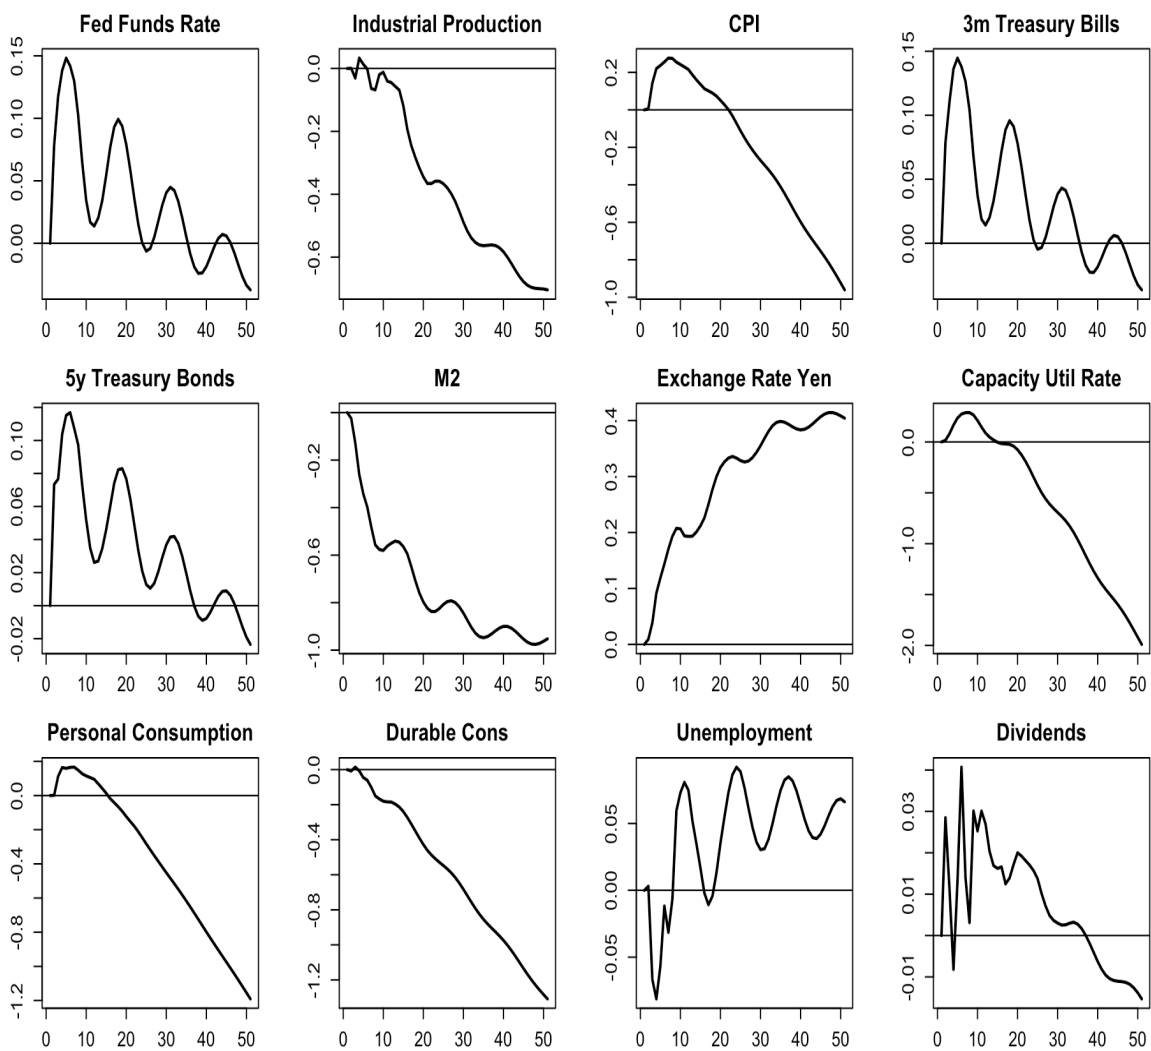 Fed Funds Rate
0.15
0.10
0.05
0.00
0 10 20 30 40 50
Industrial Production
0.0
-0.2
-0.4
-0.6
0 10 20 30 40 50
CPI
0.2
-0.2
-0.6
-1.0
0 10 20 30 40 50
3m Treasury Bills
0.15
0.10
0.05
0.00
0 10 20 30 40 50
5y Treasury Bonds
0.10
0.06
0.02
-0.02
0 10 20 30 40 50
M2
-0.2
-0.6
-1.0
0 10 20 30 40 50
Exchange Rate Yen
0.4
0.3
0.2
0.1
0.0
0 10 20 30 40 50
Capacity Util Rate
0.0
-1.0
-2.0
0 10 20 30 40 50
Personal Consumption
0.0
-0.4
-0.8
-1.2
0 10 20 30 40 50
Durable Cons
0.0
-0.4
-0.8
-1.2
0 10 20 30 40 50
Unemployment
0.05
0.00
-0.05
0 10 20 30 40 50
Dividends
0.03
0.01
-0.01
0 10 20 30 40 50